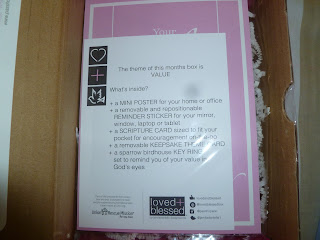 Your
The theme of this months box is
VALUE
What's inside?
+ a MINI POSTER for your home or office
+ a removable and repositionable
REMINDER STICKER for your mirror,
window, laptop or tablet
+ a SCRIPTURE CARD sized to fit your
pocket for encouragement on the go
+ a removable KEEPSAKE THEME CARD
+ a sparrow birdhouse KEY RING
set to remind you of your value in
God's eyes
loved+
blessed